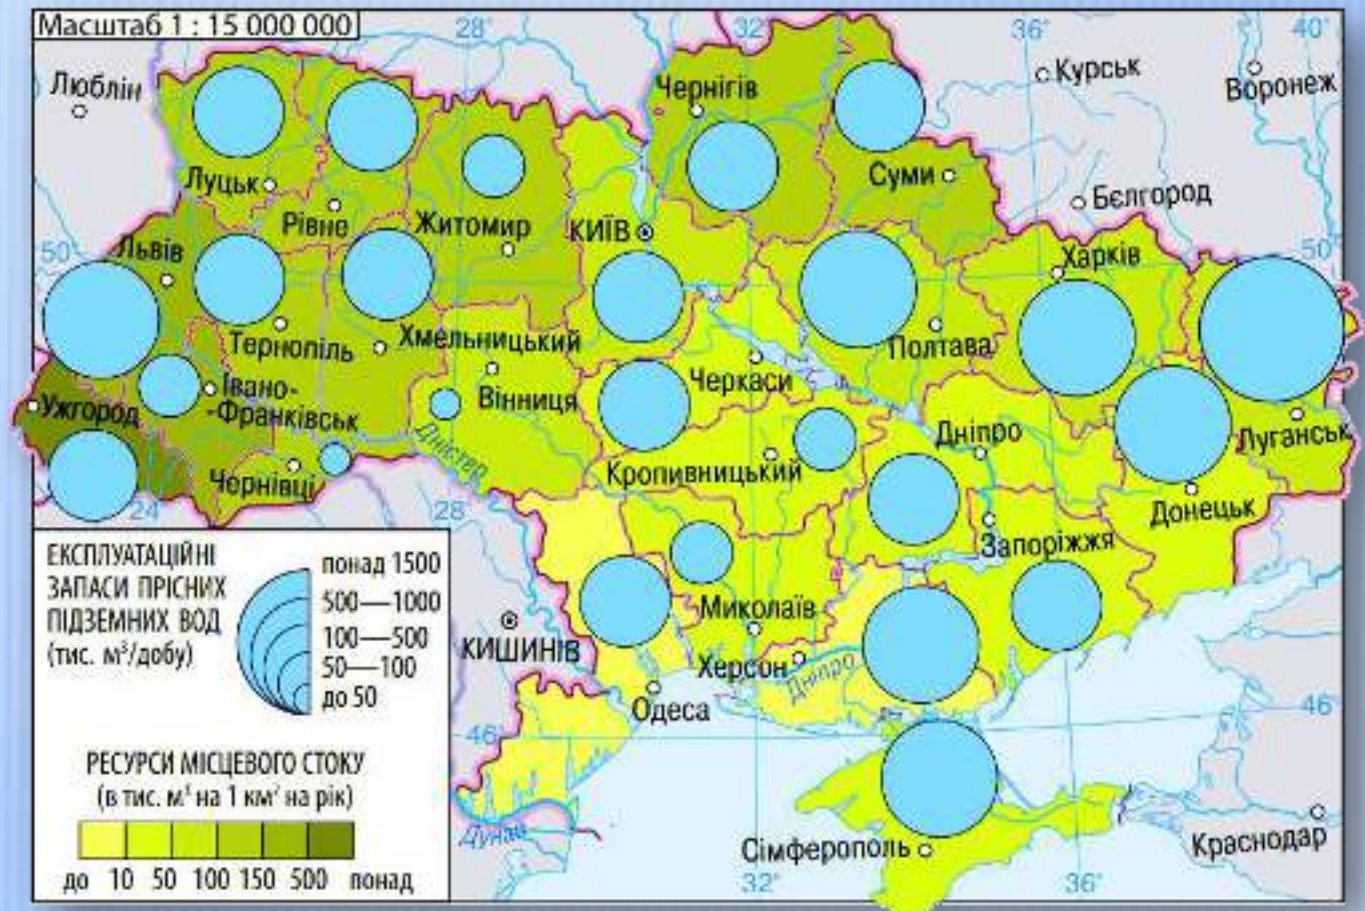 Масштаб 1 : 15 000 000
28°
32°
36°
40°
Люблін
Чернігів
Курськ
Воронеж
Луцьк
Рівне
Житомир
КИЇВ
Суми
Бєлгород
50°
Львів
Харків
50°
Тернопіль
Хмельницький
Полтава
Ужгород
Івано-
-Франківськ
Вінниця
Черкаси
Луганськ
Чернівці
Дністер
Кропивницький
Дніпро
Донецьк
24°
28°
Запоріжжя
ЕКСПЛУАТАЦІЙНІ
ЗАПАСИ ПРІСНИХ
ПІДЗЕМНИХ ВОД
(тис. м³/добу)
понад 1500
500—1000
100—500
50—100
до 50
КИШИНІВ
Миколаїв
Херсон
Дніпро
Одеса
46°
46°
РЕСУРСИ МІСЦЕВОГО СТОКУ
(в тис. м³ на 1 км² на рік)
до 10 50 100 150 500 понад
Дунай
Сімферополь
Краснодар
32°
36°